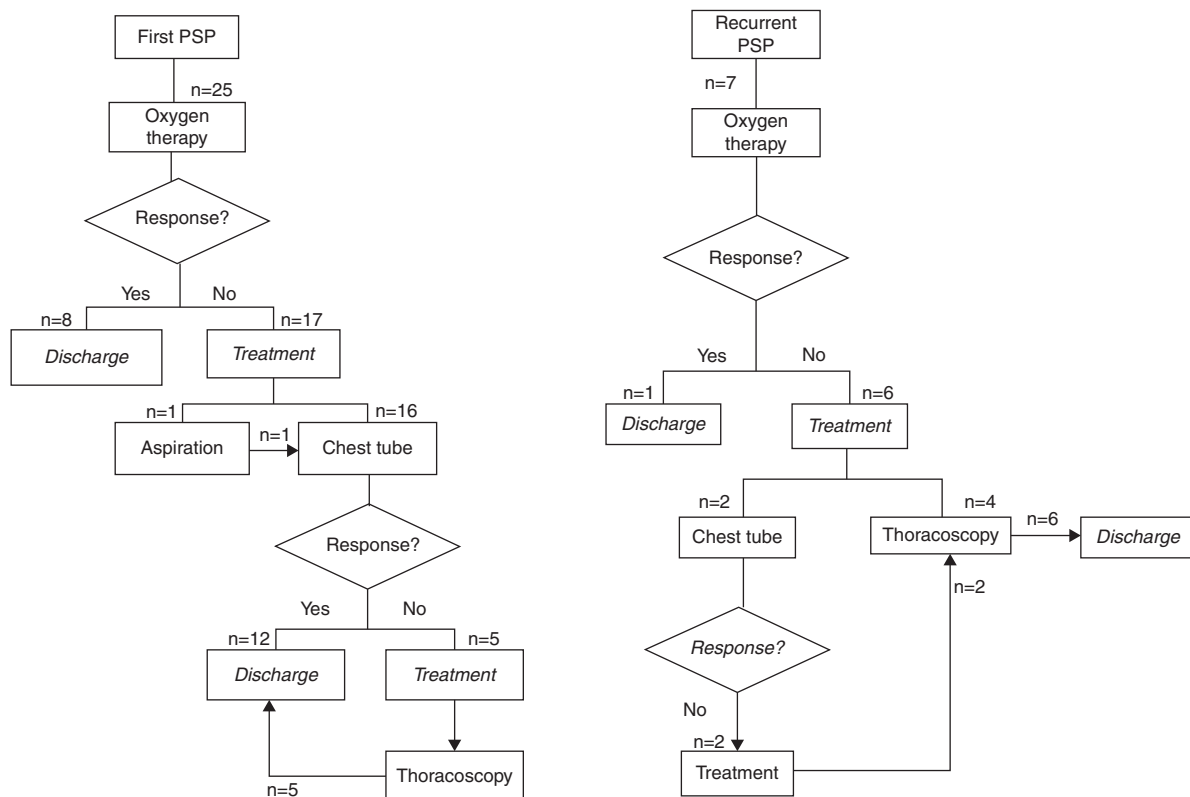 First PSP
n=25
Oxygen
therapy
Response?
Yes No
n=8 n=17
Discharge Treatment
n=1 n=16
Aspiration n=1 Chest tube
Response?
Yes No
n=12 n=5
Discharge Treatment
Thoracoscopy
n=5
Recurrent
PSP
n=7
Oxygen
therapy
Response?
Yes No
n=1 n=6
Discharge Treatment
n=2 n=4
Chest tube Thoracoscopy n=6 Discharge
n=2
Response?
No
n=2
Treatment